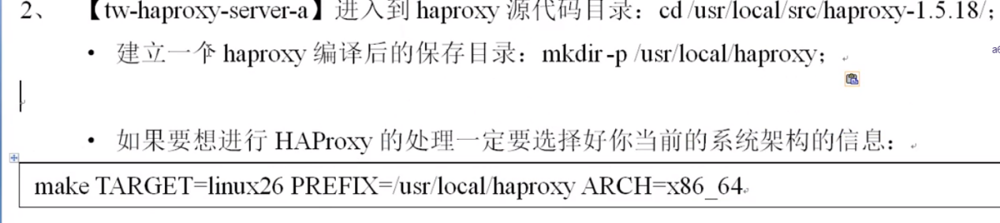 2、 【tw-haproxy-server-a】进入到 haproxy 源代码目录：cd /usr/local/src/haproxy-1.5.18/；
· 建立一个 haproxy 编译后的保存目录：mkdir -p /usr/local/haproxy；
· 如果要想进行 HAProxy 的处理一定要选择好你当前的系统架构的信息：
make TARGET=linux26 PREFIX=/usr/local/haproxy ARCH=x86_64